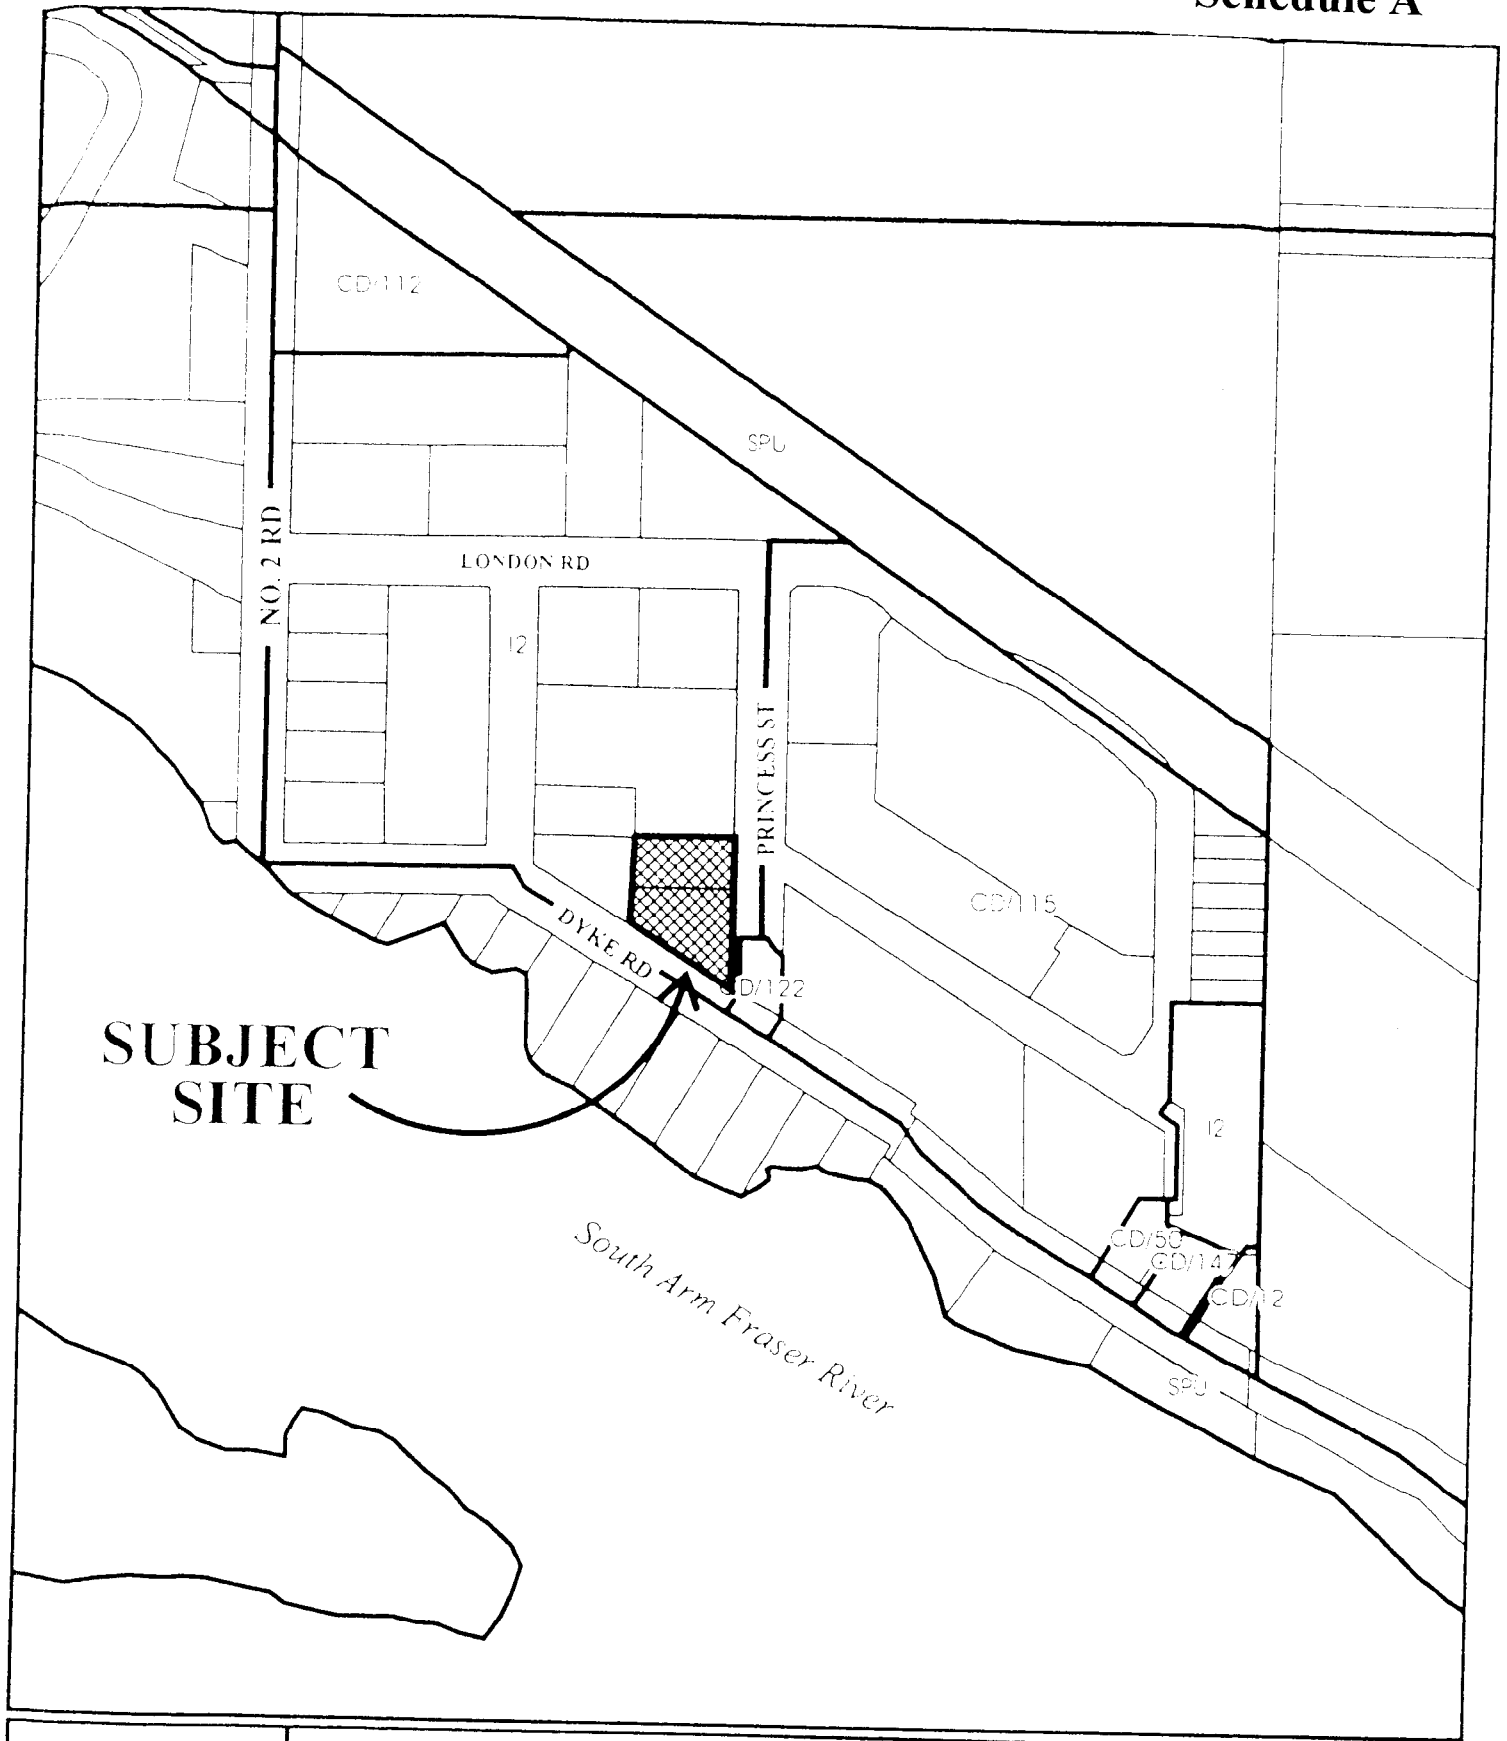 Schedule A
CD/112
SPU
NO. 2 RD
LONDON RD
I2
PRINCESS ST
CD/115
DYKE RD
CD/122
SUBJECT
SITE
I2
South Arm Fraser River
CD/50
CD/147
CD/12
SPU